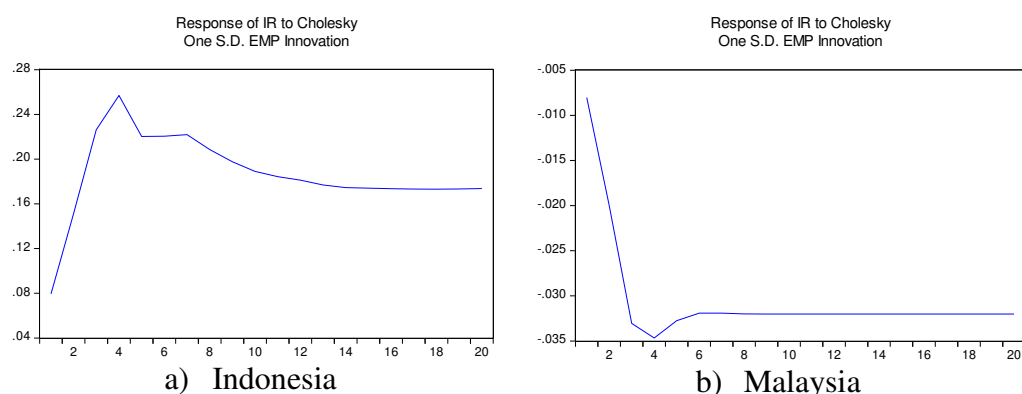 Response of IR to Cholesky
One S.D. EMP Innovation
.28
.24
.20
.16
.12
.08
.04
2 4 6 8 10 12 14 16 18 20
a) Indonesia
Response of IR to Cholesky
One S.D. EMP Innovation
-.005
-.010
-.015
-.020
-.025
-.030
-.035
2 4 6 8 10 12 14 16 18 20
b) Malaysia